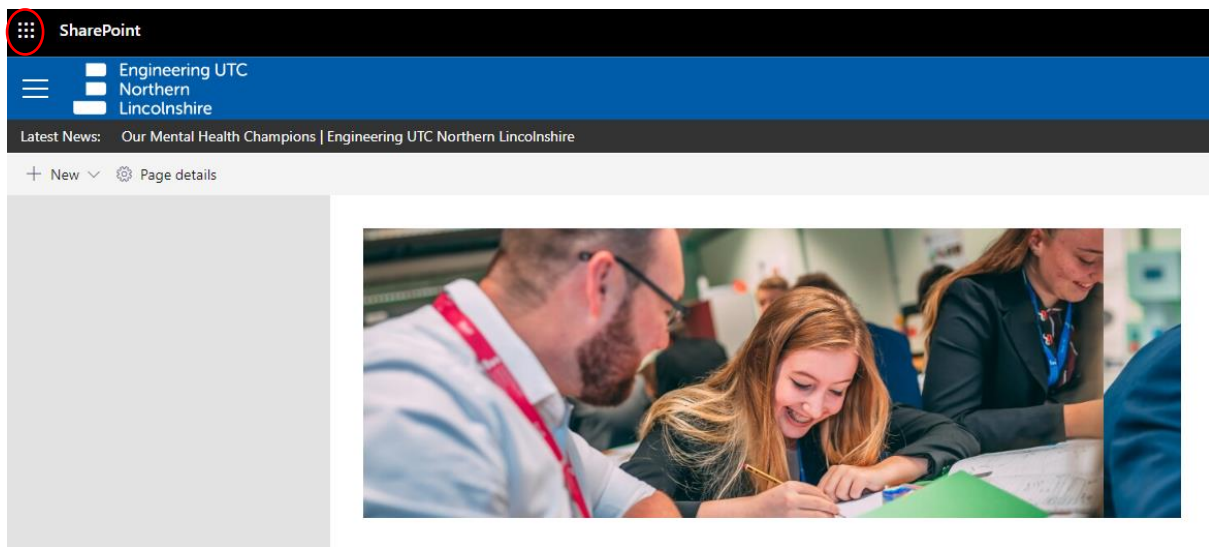 SharePoint
Engineering UTC
Northern
Lincolnshire
Latest News: Our Mental Health Champions | Engineering UTC Northern Lincolnshire
New Page details